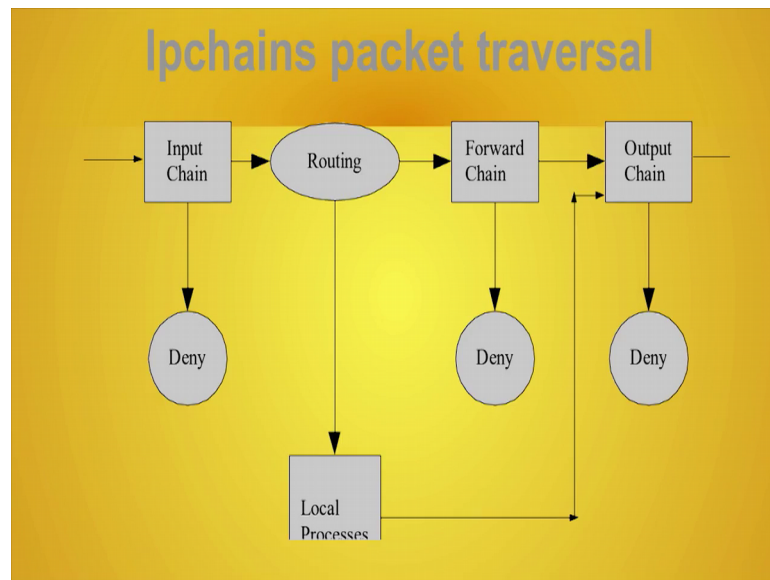 Ipchains packet traversal
Input
Chain
Routing
Forward
Chain
Output
Chain
Deny
Deny
Deny
Local
Processes